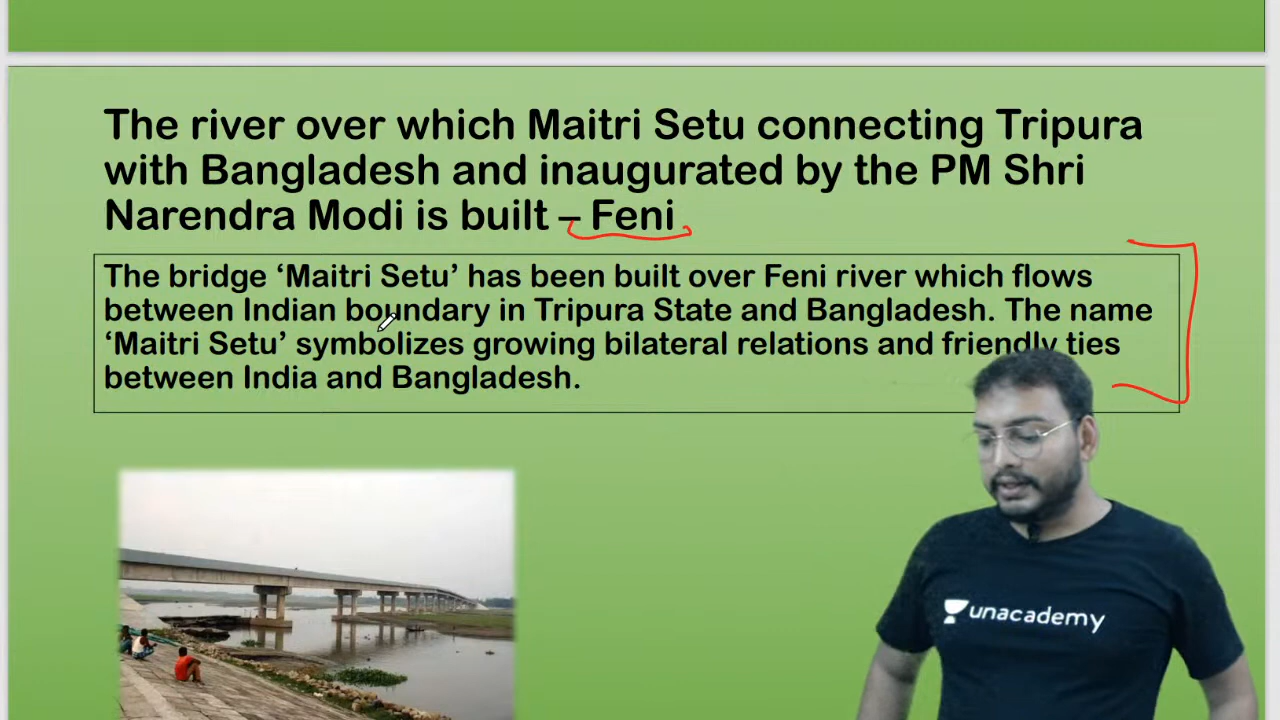 The river over which Maitri Setu connecting Tripura
with Bangladesh and inaugurated by the PM Shri
Narendra Modi is built – Feni
The bridge ‘Maitri Setu’ has been built over Feni river which flows
between Indian boundary in Tripura State and Bangladesh. The name
‘Maitri Setu’ symbolizes growing bilateral relations and friendly ties
between India and Bangladesh.
unacademy